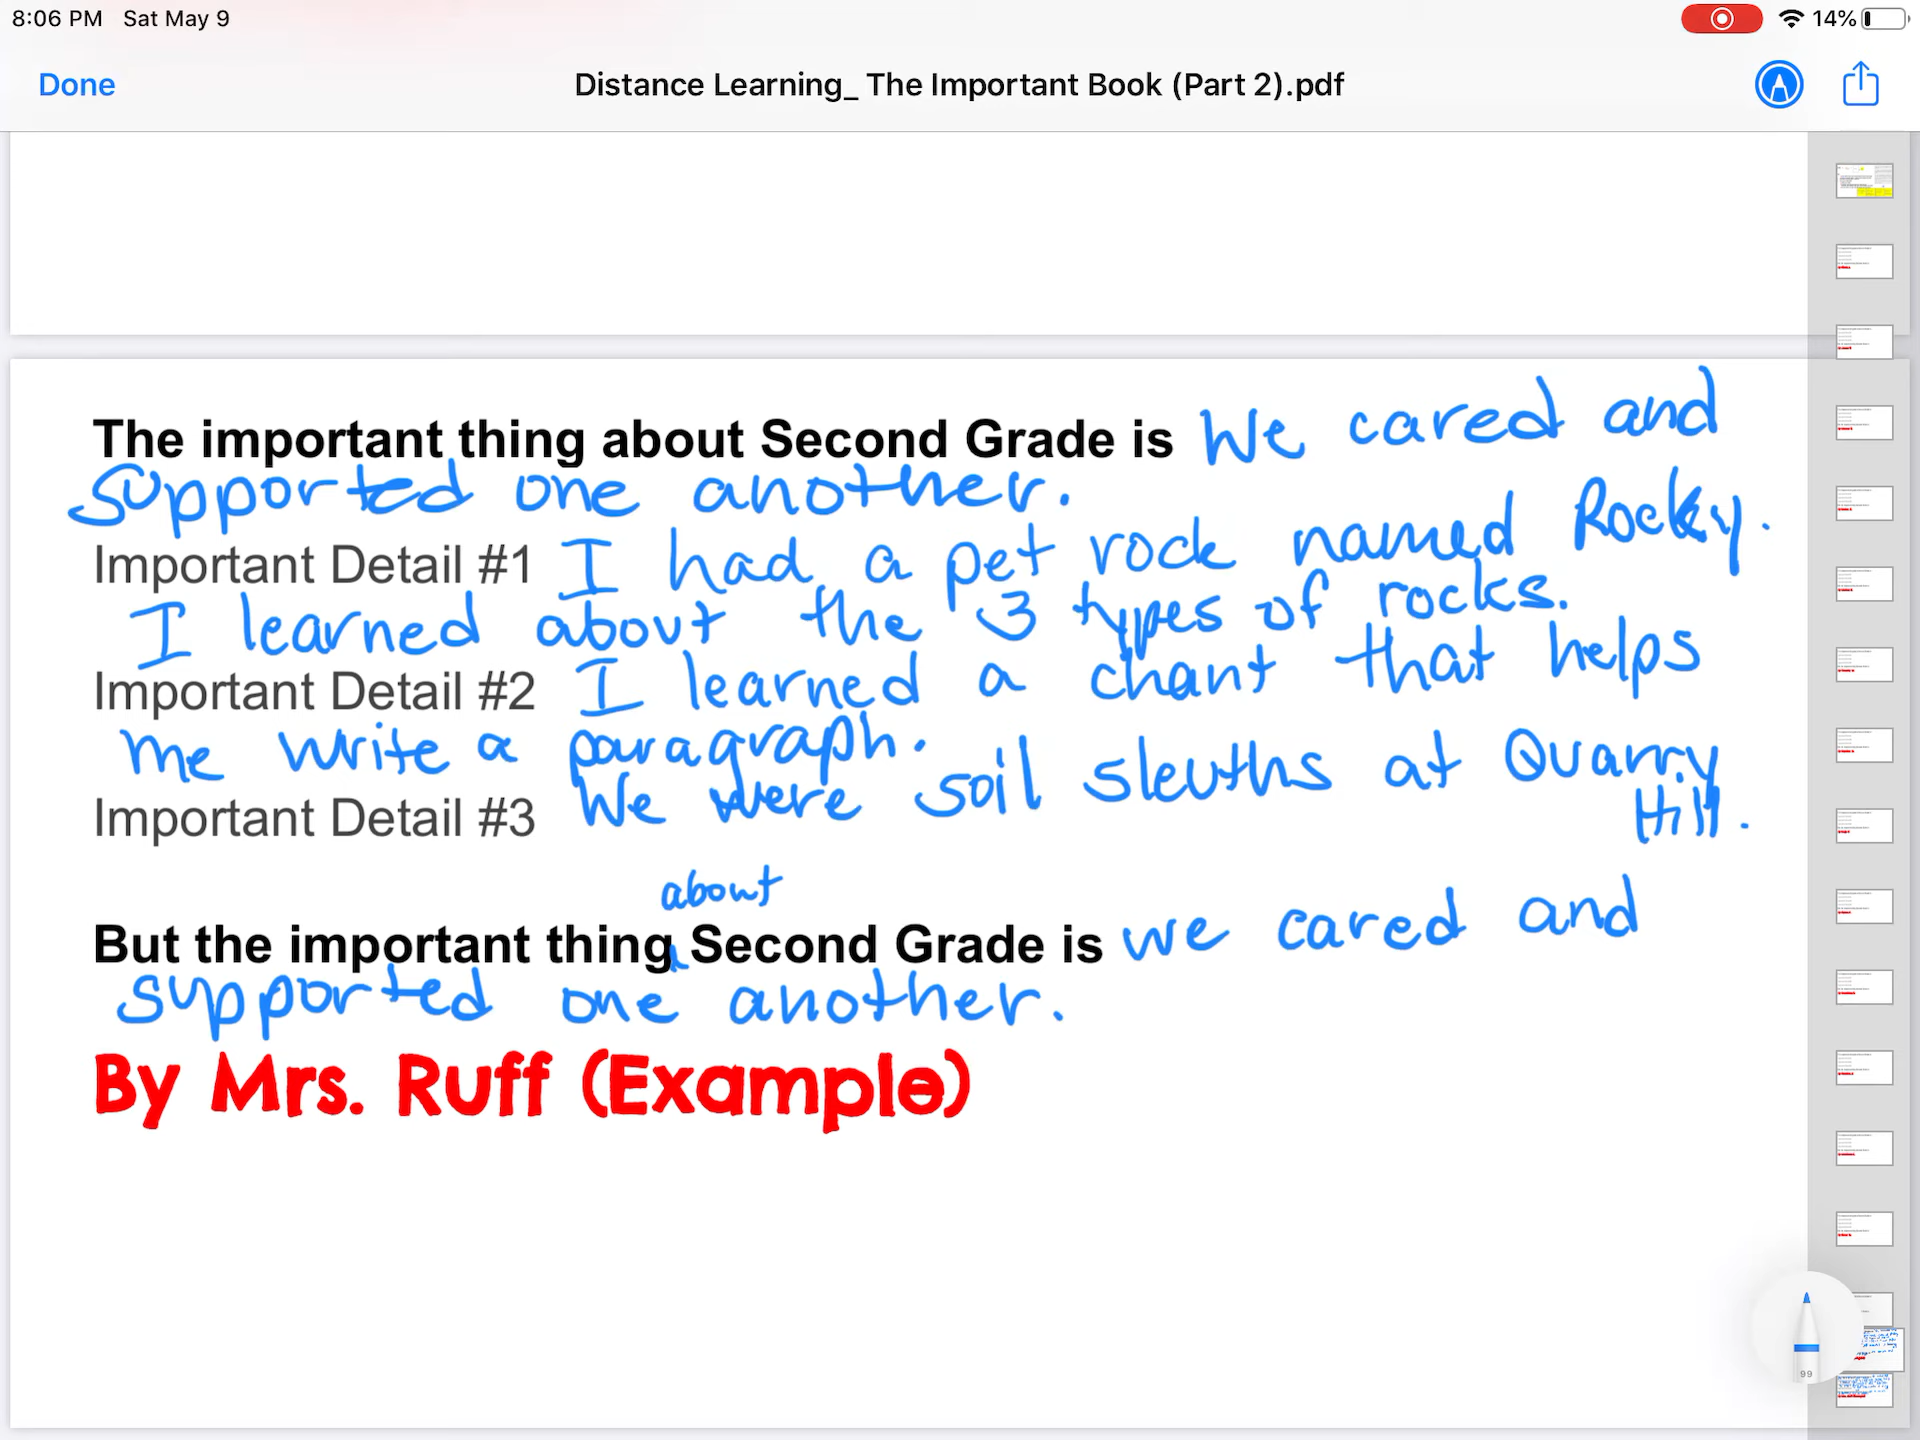 8:06 PM Sat May 9
14%
Done
Distance Learning_ The Important Book (Part 2).pdf
The important thing about Second Grade is We cared and
supported one another.
Important Detail #1 I had a pet rock named Rocky.
I learned about the 3 types of rocks.
Important Detail #2 I learned a chant that helps
me write a paragraph.
Important Detail #3 We were soil sleuths at Quarry
Hill.
about
But the important thing Second Grade is we cared and
supported one another.
By Mrs. Ruff (Example)
99